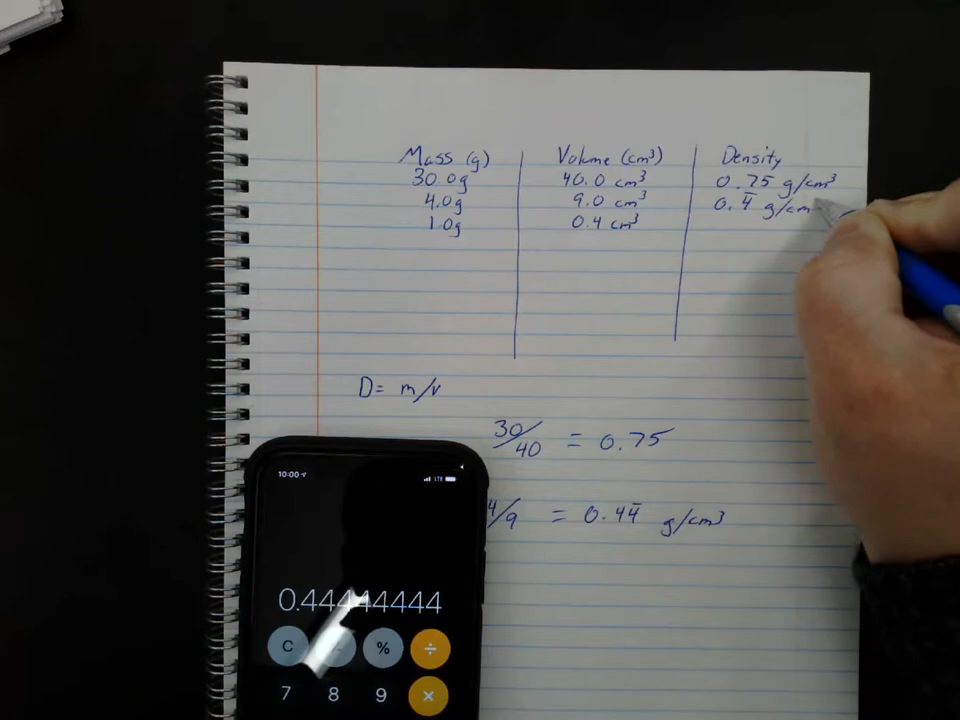 Mass (g) Volume (cm³) Density
30.0g 40.0 cm³ 0.75 g/cm³
4.0g 9.0 cm³ 0.4̄ g/cm
1.0g 0.4 cm³
D= m/v
30/40 = 0.75
4/9 = 0.44̄ g/cm³
10:00
LTE
0.44444444
C % ÷
7 8 9 ×